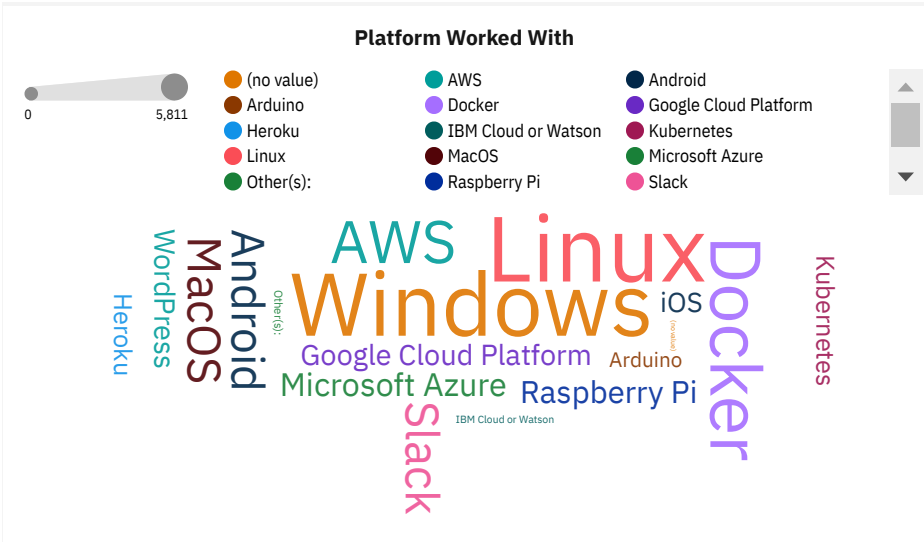 Platform Worked With
0
5,811
(no value)
AWS
Android
Arduino
Docker
Google Cloud Platform
Heroku
IBM Cloud or Watson
Kubernetes
Linux
MacOS
Microsoft Azure
Other(s):
Raspberry Pi
Slack
Heroku
WordPress
MacOS
Android
Other(s):
AWS
Linux
Windows
iOS
(no value)
Docker
Kubernetes
Google Cloud Platform
Arduino
Microsoft Azure
Raspberry Pi
Slack
IBM Cloud or Watson